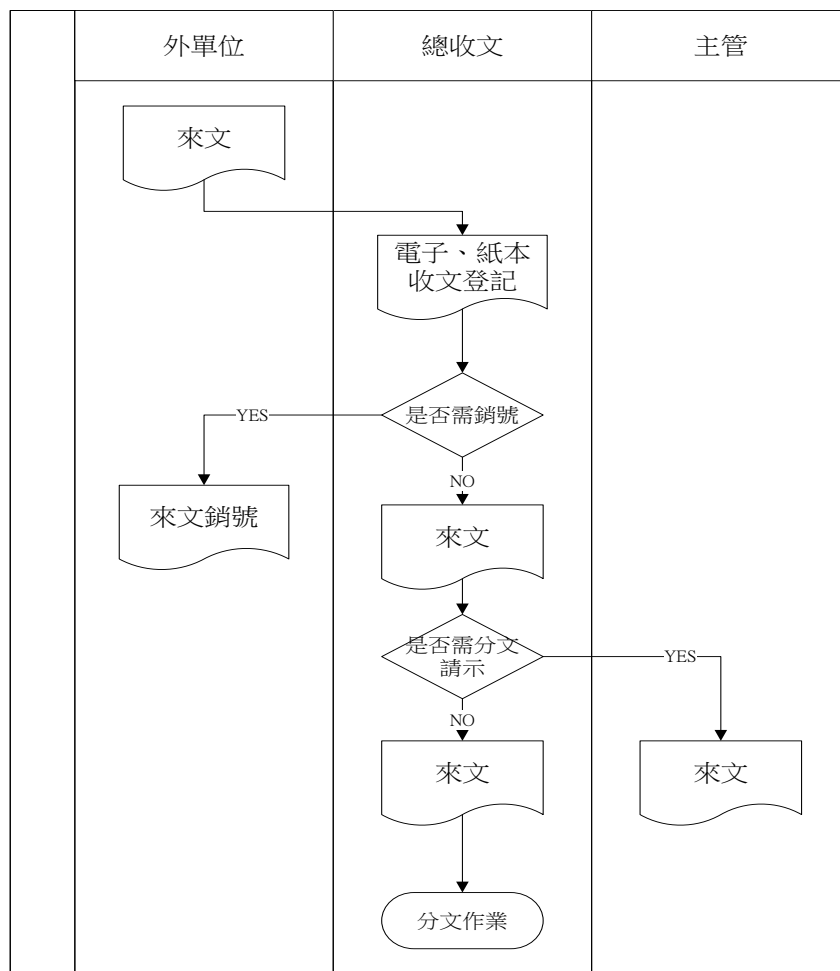 外單位
總收文
主管
來文
電子、紙本
收文登記
是否需銷號
YES
NO
來文銷號
來文
是否需分文
請示
YES
NO
來文
來文
分文作業